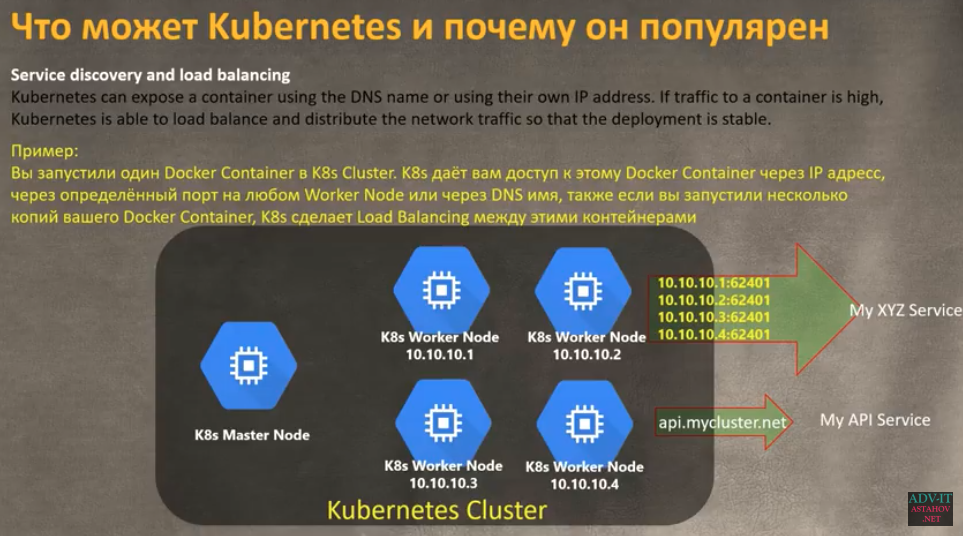 Что может Kubernetes и почему он популярен
Service discovery and load balancing
Kubernetes can expose a container using the DNS name or using their own IP address. If traffic to a container is high,
Kubernetes is able to load balance and distribute the network traffic so that the deployment is stable.
Пример:
Вы запустили один Docker Container в K8s Cluster. K8s даёт вам доступ к этому Docker Container через IP адресс,
через определённый порт на любом Worker Node или через DNS имя, также если вы запустили несколько
копий вашего Docker Container, K8s сделает Load Balancing между этими контейнерами
K8s Master Node
K8s Worker Node
10.10.10.1
K8s Worker Node
10.10.10.2
K8s Worker Node
10.10.10.3
K8s Worker Node
10.10.10.4
10.10.10.1:62401
10.10.10.2:62401
10.10.10.3:62401
10.10.10.4:62401
My XYZ Service
api.mycluster.net
My API Service
Kubernetes Cluster
ADV-IT
ASTAHOV
.NET